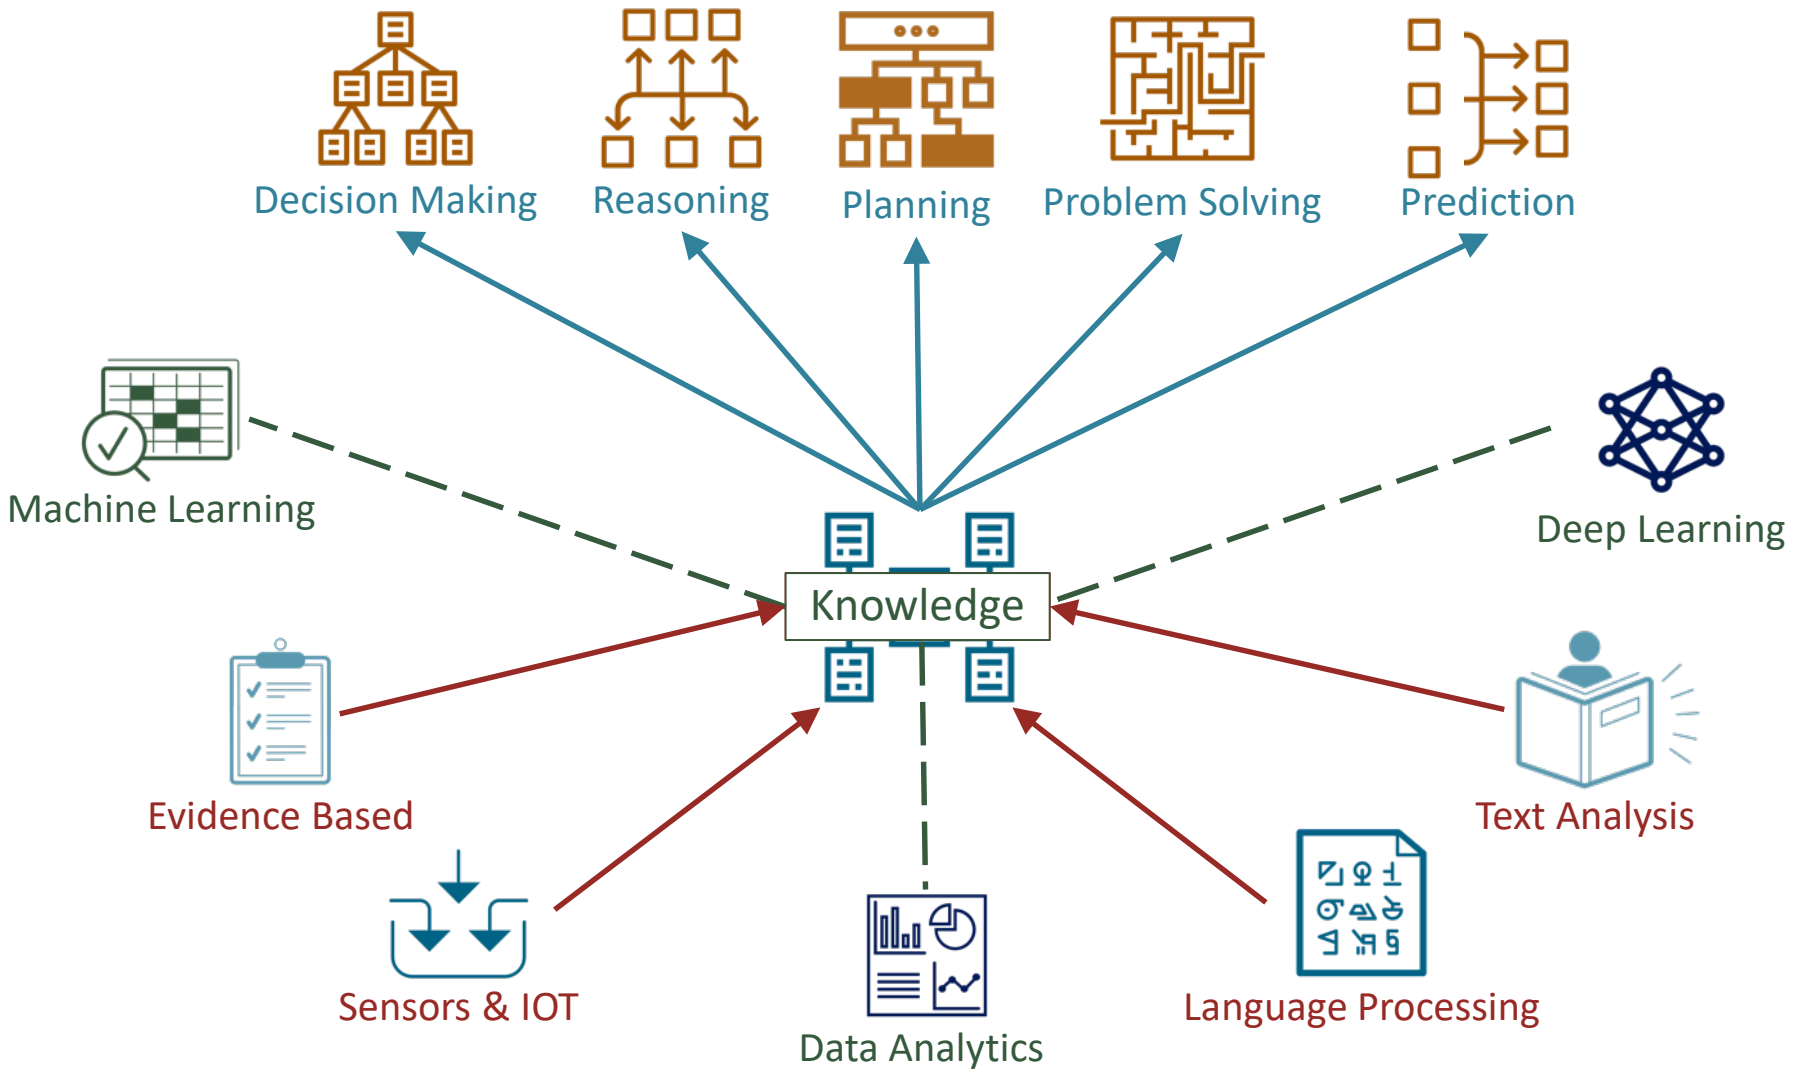 Decision Making
Reasoning
Planning
Problem Solving
Prediction
Machine Learning
Deep Learning
Knowledge
Evidence Based
Text Analysis
Sensors & IOT
Language Processing
Data Analytics